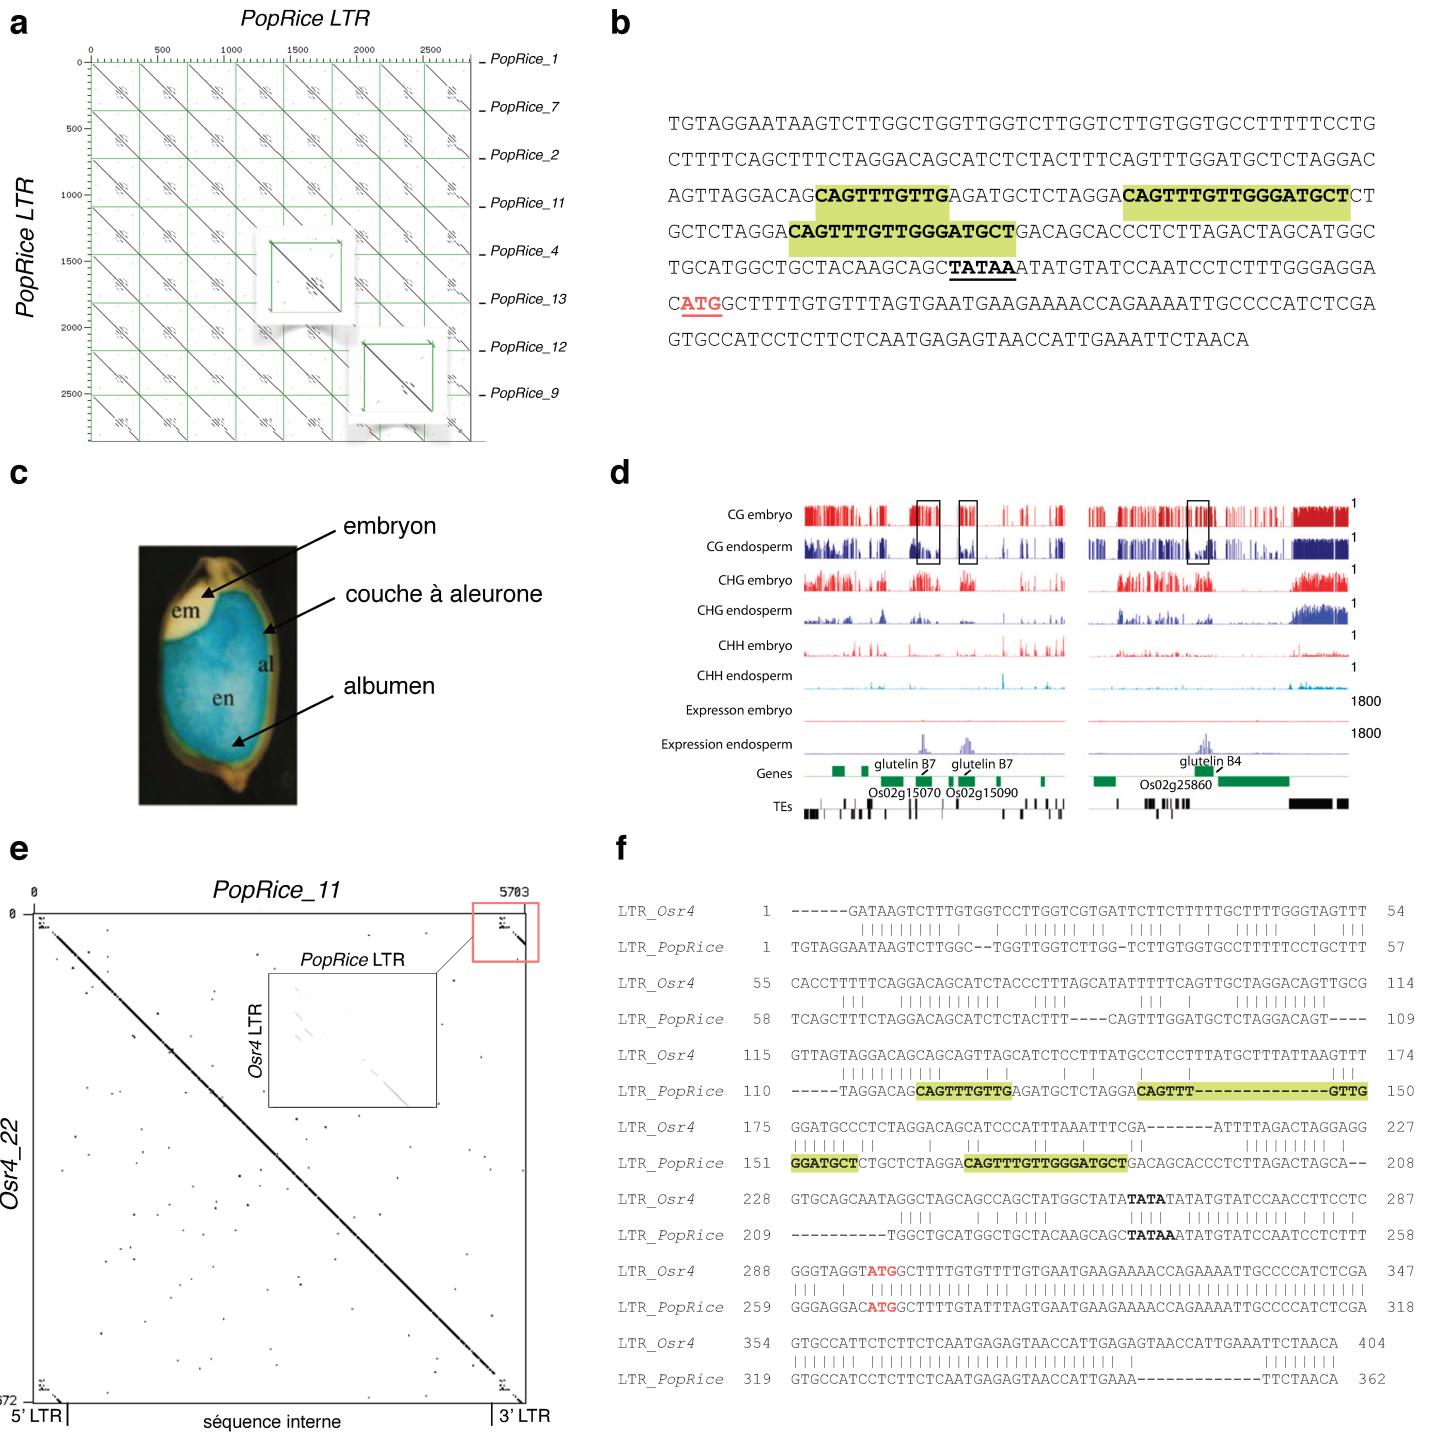 a
PopRice LTR
0 500 1000 1500 2000 2500
PopRice LTR
0
500
1000
1500
2000
2500
PopRice_1
PopRice_7
PopRice_2
PopRice_11
PopRice_4
PopRice_13
PopRice_12
PopRice_9
b
TGTAGGAATAAGTCTTGGCTGGTTGGTCTTGGTCTTGTGGTGCCTTTTTCCTG
CTTTTCAGCTTTCTAGGACAGCATCTCTACTTTCAGTTTGGATGCTCTAGGAC
AGTTAGGACAGCAGTTTGTTGAGATGCTCTAGGACAGTTTGTTGGGATGCTCT
GCTCTAGGACAGTTTGTTGGGATGCTGACAGCACCCTCTTAGACTAGCATGGC
TGCATGGCTGCTACAAGCAGCTATAAATATGTATCCAATCCTCTTTGGGAGGA
CATGGCTTTTGTGTTTAGTGAATGAAGAAAACCAGAAAATTGCCCCATCTCGA
GTGCCATCCTCTTCTCAATGAGAGTAACCATTGAAATTCTAACA
c
embryon
couche à aleurone
albumen
em
al
en
d
CG embryo 1
CG endosperm 1
CHG embryo 1
CHG endosperm 1
CHH embryo 1
CHH endosperm 1
Expresson embryo 1800
Expression endosperm 1800
Genes
glutelin B7 glutelin B7 glutelin B4
Os02g15070 Os02g15090 Os02g25860
TEs
e
PopRice_11
0 5703
0
PopRice LTR
Osr4 LTR
Osr4_22
672
5' LTR séquence interne 3' LTR
f
LTR_Osr4 1 ------GATAAGTCTTTGTGGTCCTTGGTCGTGATTCTTCTTTTTGCTTTTGGGTAGTTT 54
LTR_PopRice 1 TGTAGGAATAAGTCTTGGC--TGGTTGGTCTTGG-TCTTGTGGTGCCTTTTTCCTGCTTT 57
LTR_Osr4 55 CACCTTTTTCAGGACAGCATCTACCCTTTAGCATATTTTTCAGTTGCTAGGACAGTTGCG 114
LTR_PopRice 58 TCAGCTTTCTAGGACAGCATCTCTACTTT----CAGTTTGGATGCTCTAGGACAGT---- 109
LTR_Osr4 115 GTTAGTAGGACAGCAGCAGTTAGCATCTCCTTTATGCCTCCTTTATGCTTTATTAAGTTT 174
LTR_PopRice 110 -----TAGGACAGCAGTTTGTTGAGATGCTCTAGGACAGTTT--------------GTTG 150
LTR_Osr4 175 GGATGCCCTCTAGGACAGCATCCCATTTAAATTTCGA-------ATTTTAGACTAGGAGG 227
LTR_PopRice 151 GGATGCTCTGCTCTAGGACAGTTTGTTGGGATGCTGACAGCACCCTCTTAGACTAGCA-- 208
LTR_Osr4 228 GTGCAGCAATAGGCTAGCAGCCAGCTATGGCTATATATATATATGTATCCAACCTTCCTC 287
LTR_PopRice 209 ----------TGGCTGCATGGCTGCTACAAGCAGCTATAAATATGTATCCAATCCTCTTT 258
LTR_Osr4 288 GGGTAGGTATGGCTTTTGTGTTTTGTGAATGAAGAAAACCAGAAAATTGCCCCATCTCGA 347
LTR_PopRice 259 GGGAGGACATGGCTTTTGTATTTAGTGAATGAAGAAAACCAGAAAATTGCCCCATCTCGA 318
LTR_Osr4 354 GTGCCATTCTCTTCTCAATGAGAGTAACCATTGAGAGTAACCATTGAAATTCTAACA 404
LTR_PopRice 319 GTGCCATCCTCTTCTCAATGAGAGTAACCATTGAAA-------------TTCTAACA 362